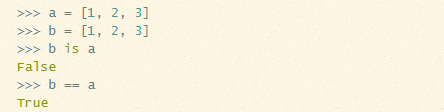 >>> a = [1, 2, 3]
>>> b = [1, 2, 3]
>>> b is a
False
>>> b == a
True